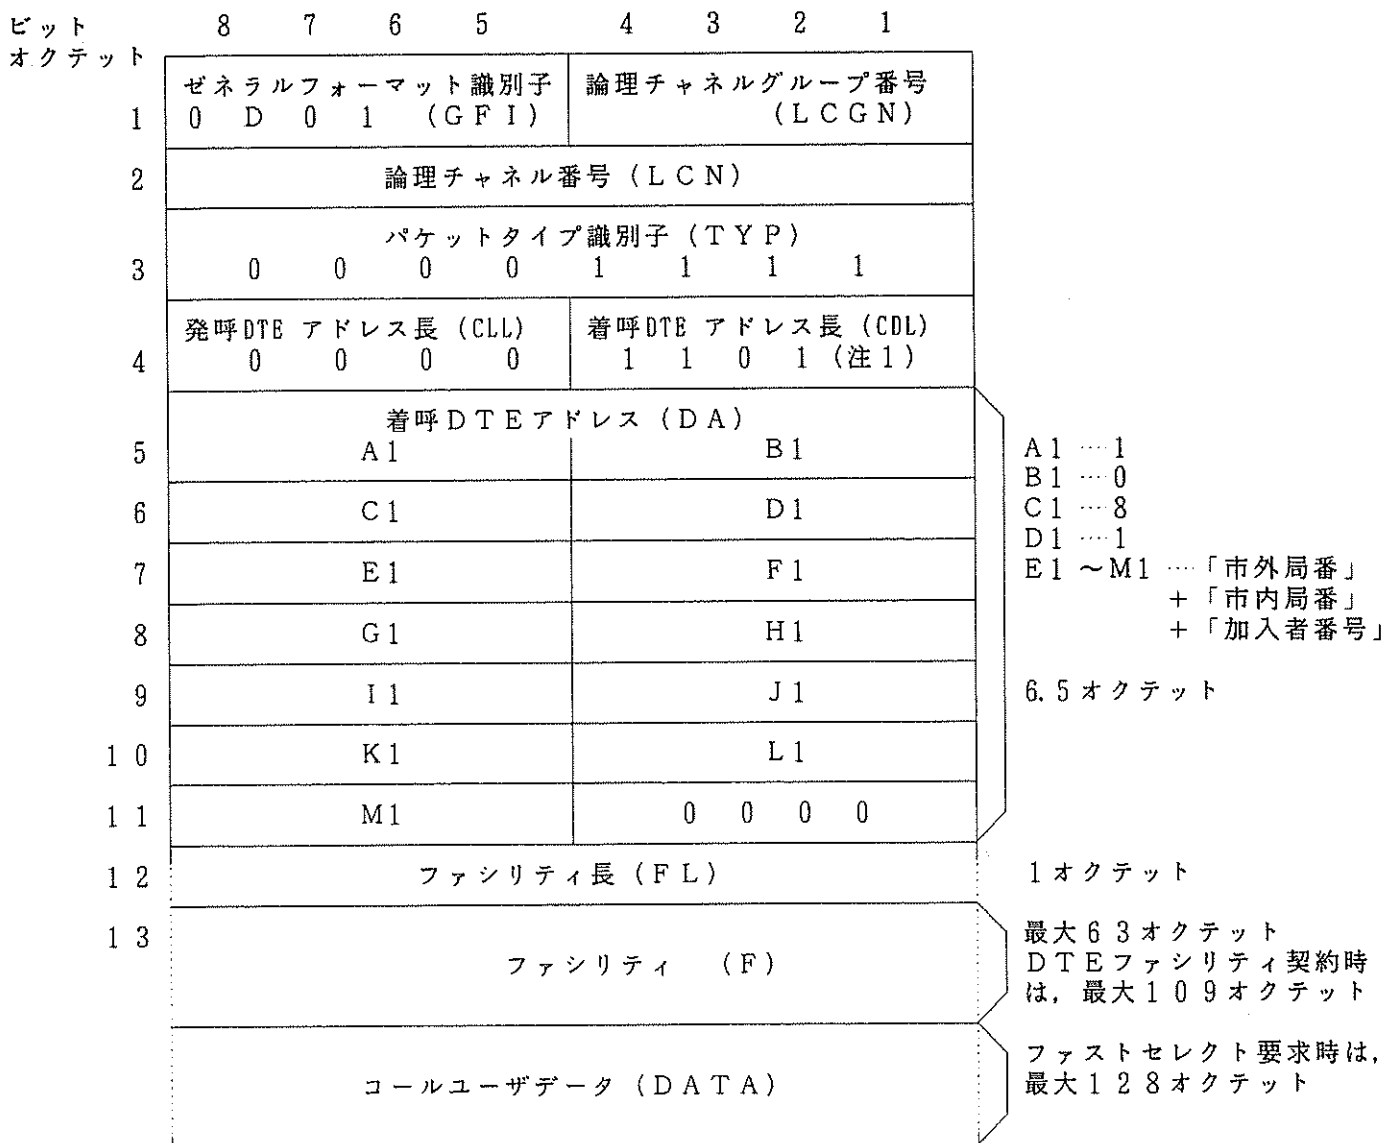 ビット 8 7 6 5 4 3 2 1
オクテット
ゼネラルフォーマット識別子 論理チャネルグループ番号
1 0 D 0 1 (GFI) (LCGN)
2 論理チャネル番号(LCN)
パケットタイプ識別子(TYP)
3 0 0 0 0 1 1 1 1
発呼DTE アドレス長(CLL) 着呼DTE アドレス長(CDL)
4 0 0 0 0 1 1 0 1(注1)
着呼DTEアドレス(DA)
5 A1 B1
6 C1 D1
7 E1 F1
8 G1 H1
9 I1 J1
10 K1 L1
11 M1 0 0 0 0
A1 …1
B1 …0
C1 …8
D1 …1
E1 ~M1 …「市外局番」
+「市内局番」
+「加入者番号」
6.5オクテット
12 ファシリティ長(FL) 1オクテット
13
ファシリティ (F)
最大63オクテット
DTEファシリティ契約時
は,最大109オクテット
コールユーザデータ(DATA)
ファストセレクト要求時は,
最大128オクテット